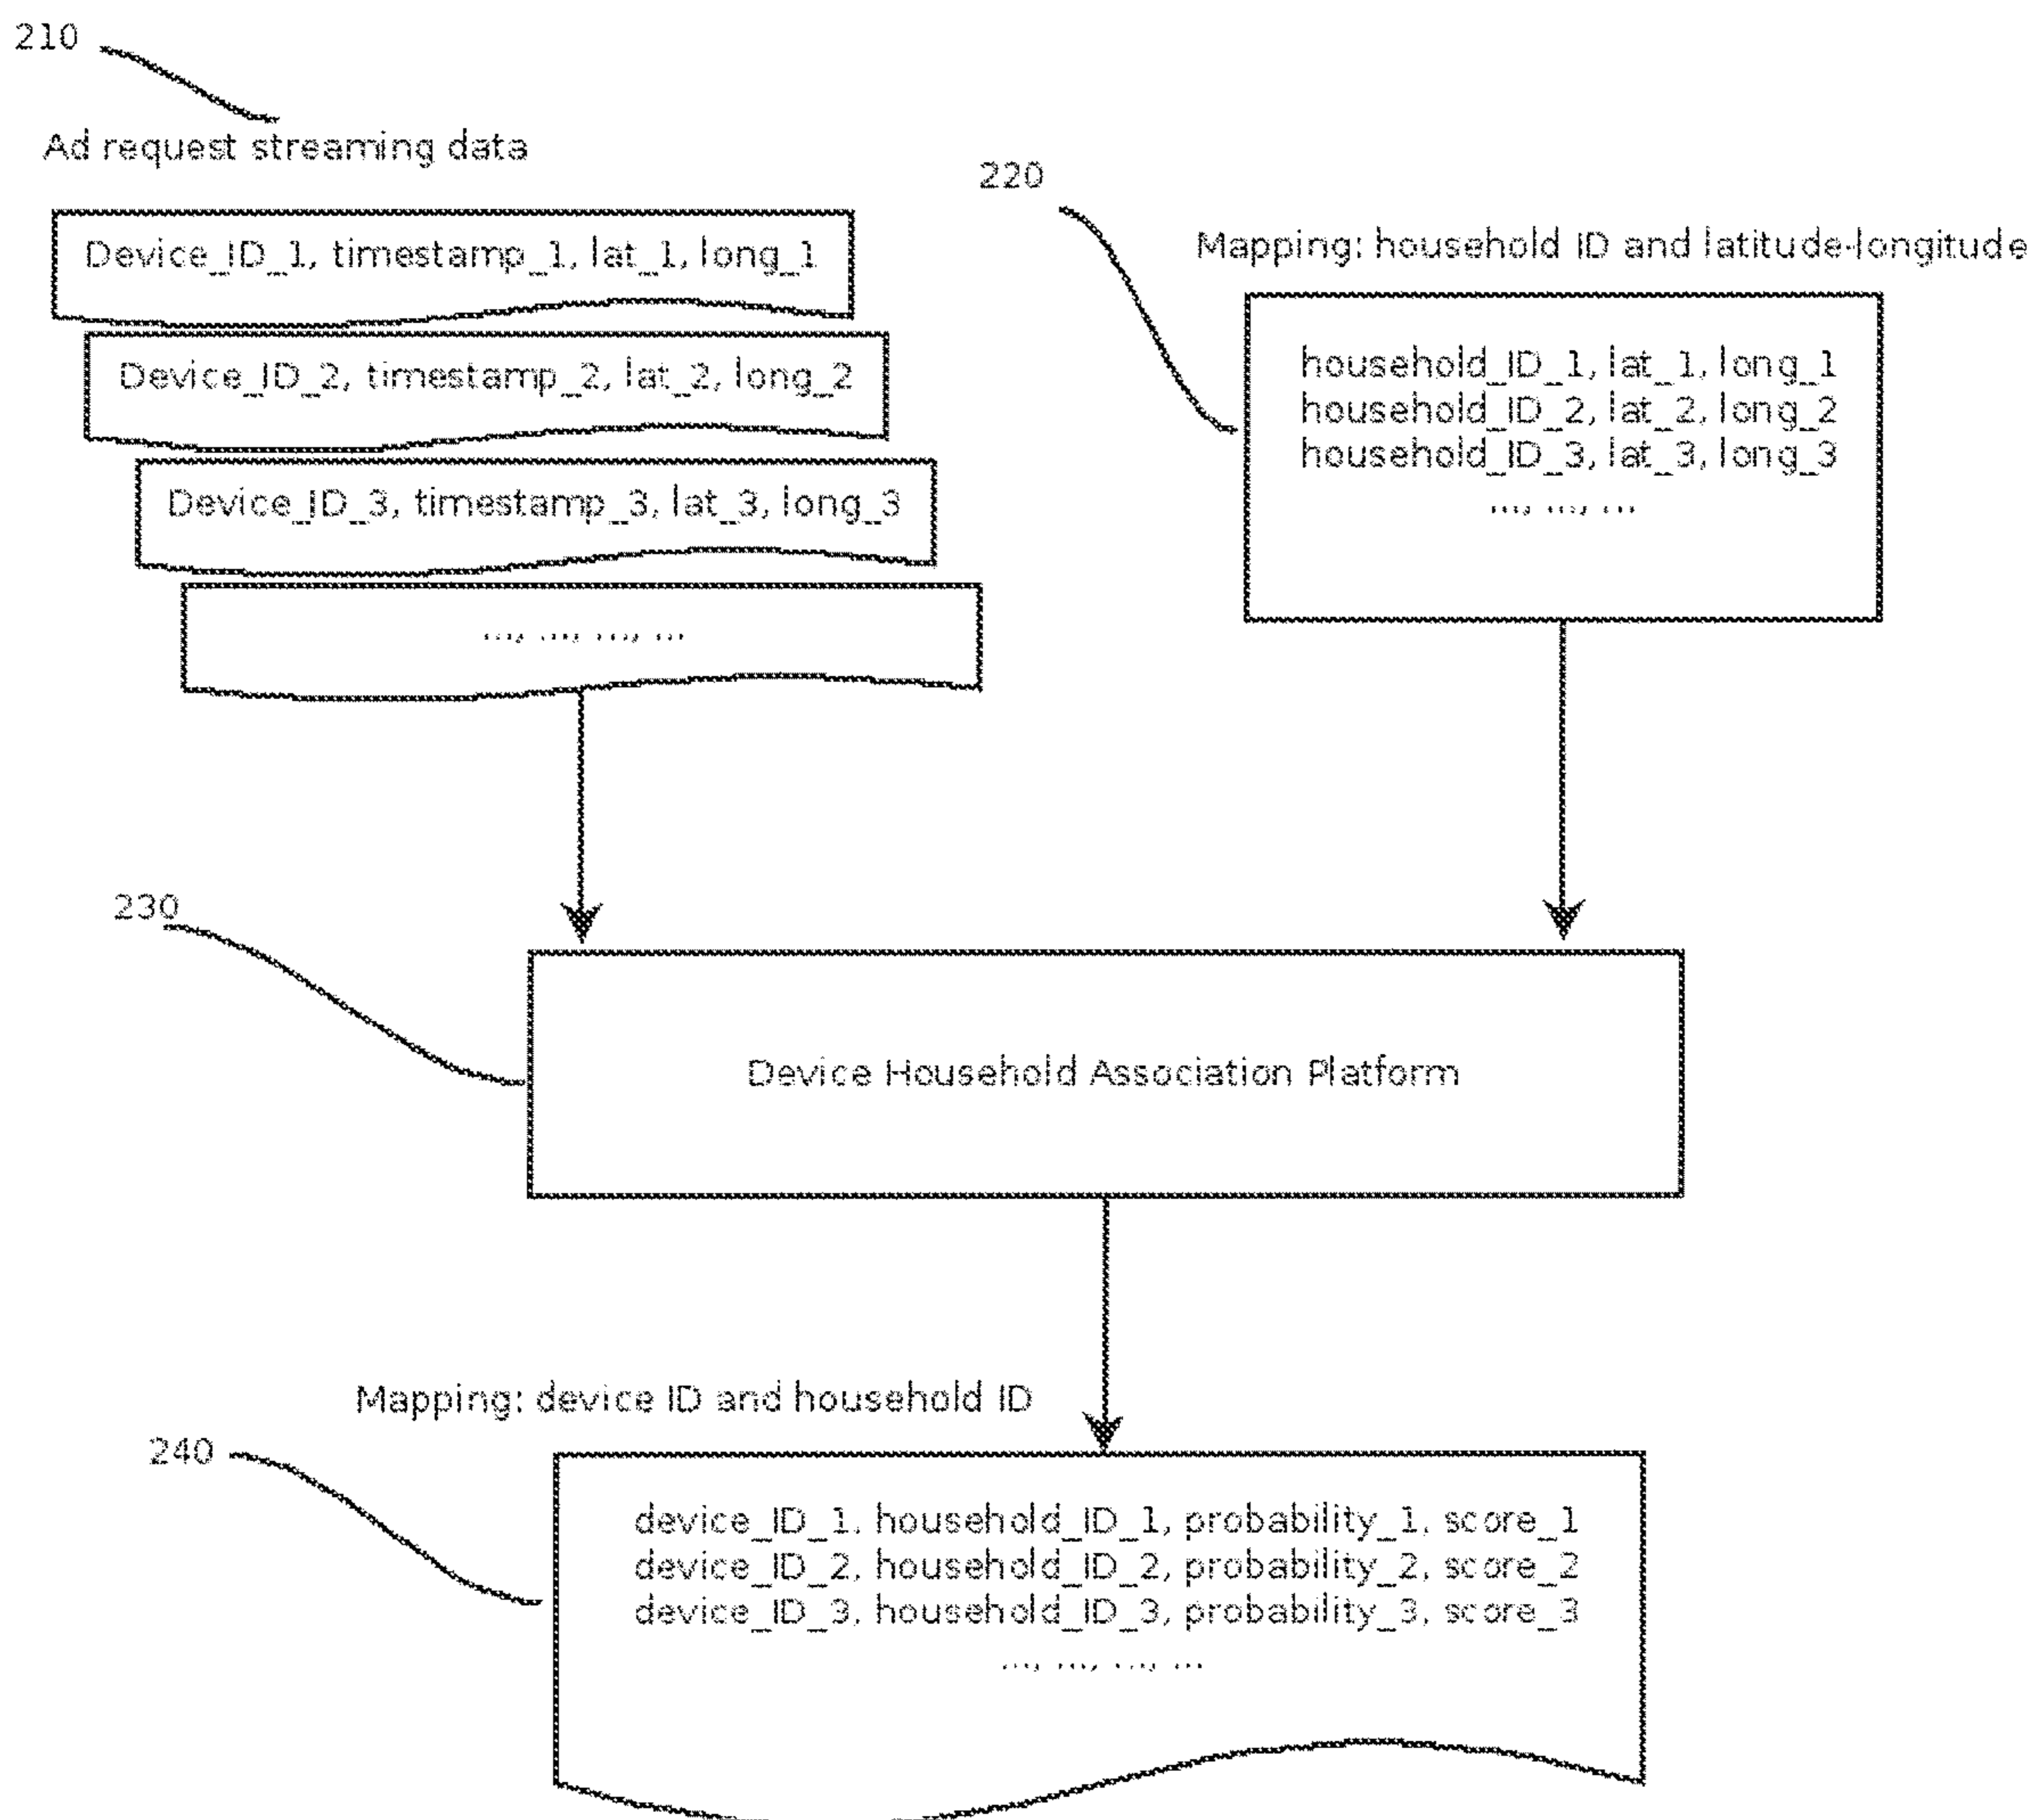 210
Ad request streaming data
Device_ID_1, timestamp_1, lat_1, long_1
Device_ID_2, timestamp_2, lat_2, long_2
Device_ID_3, timestamp_3, lat_3, long_3
..., ..., ..., ...
220
Mapping: household ID and latitude-longitude
household_ID_1, lat_1, long_1
household_ID_2, lat_2, long_2
household_ID_3, lat_3, long_3
..., ..., ...
230
Device Household Association Platform
Mapping: device ID and household ID
240
device_ID_1, household_ID_1, probability_1, score_1
device_ID_2, household_ID_2, probability_2, score_2
device_ID_3, household_ID_3, probability_3, score_3
..., ..., ..., ...